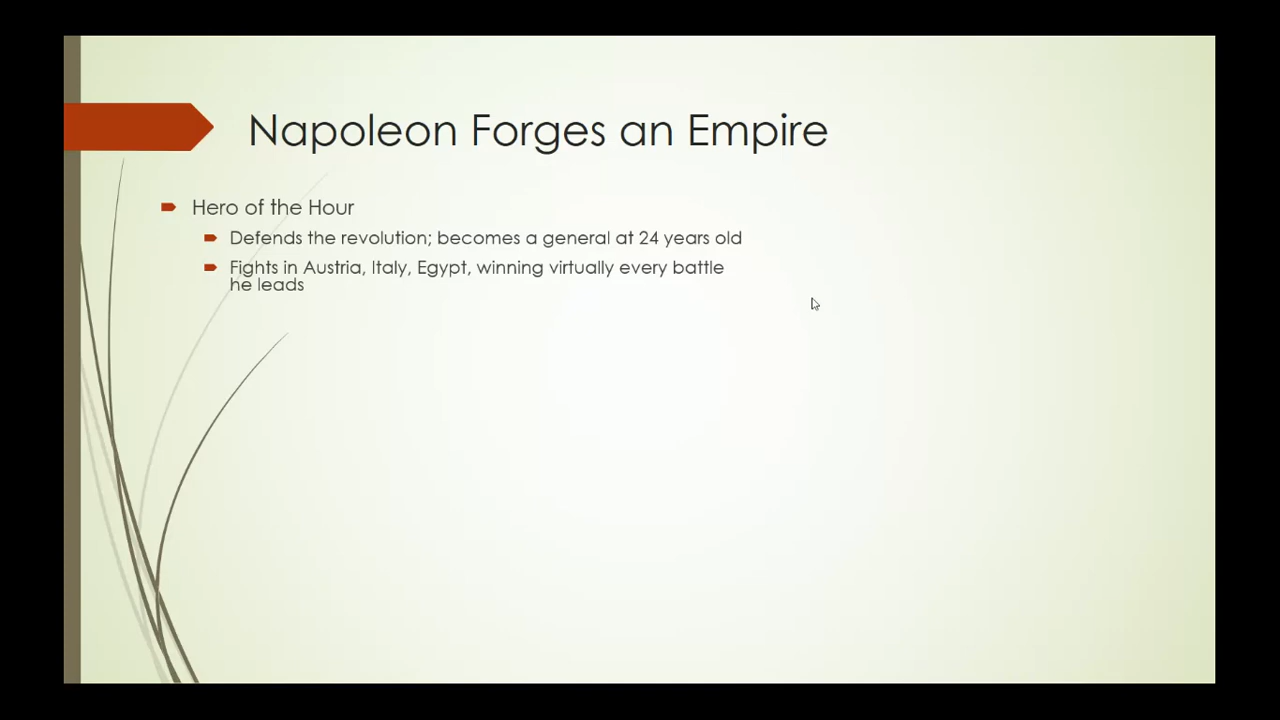 Napoleon Forges an Empire
Hero of the Hour
Defends the revolution; becomes a general at 24 years old
Fights in Austria, Italy, Egypt, winning virtually every battle
he leads